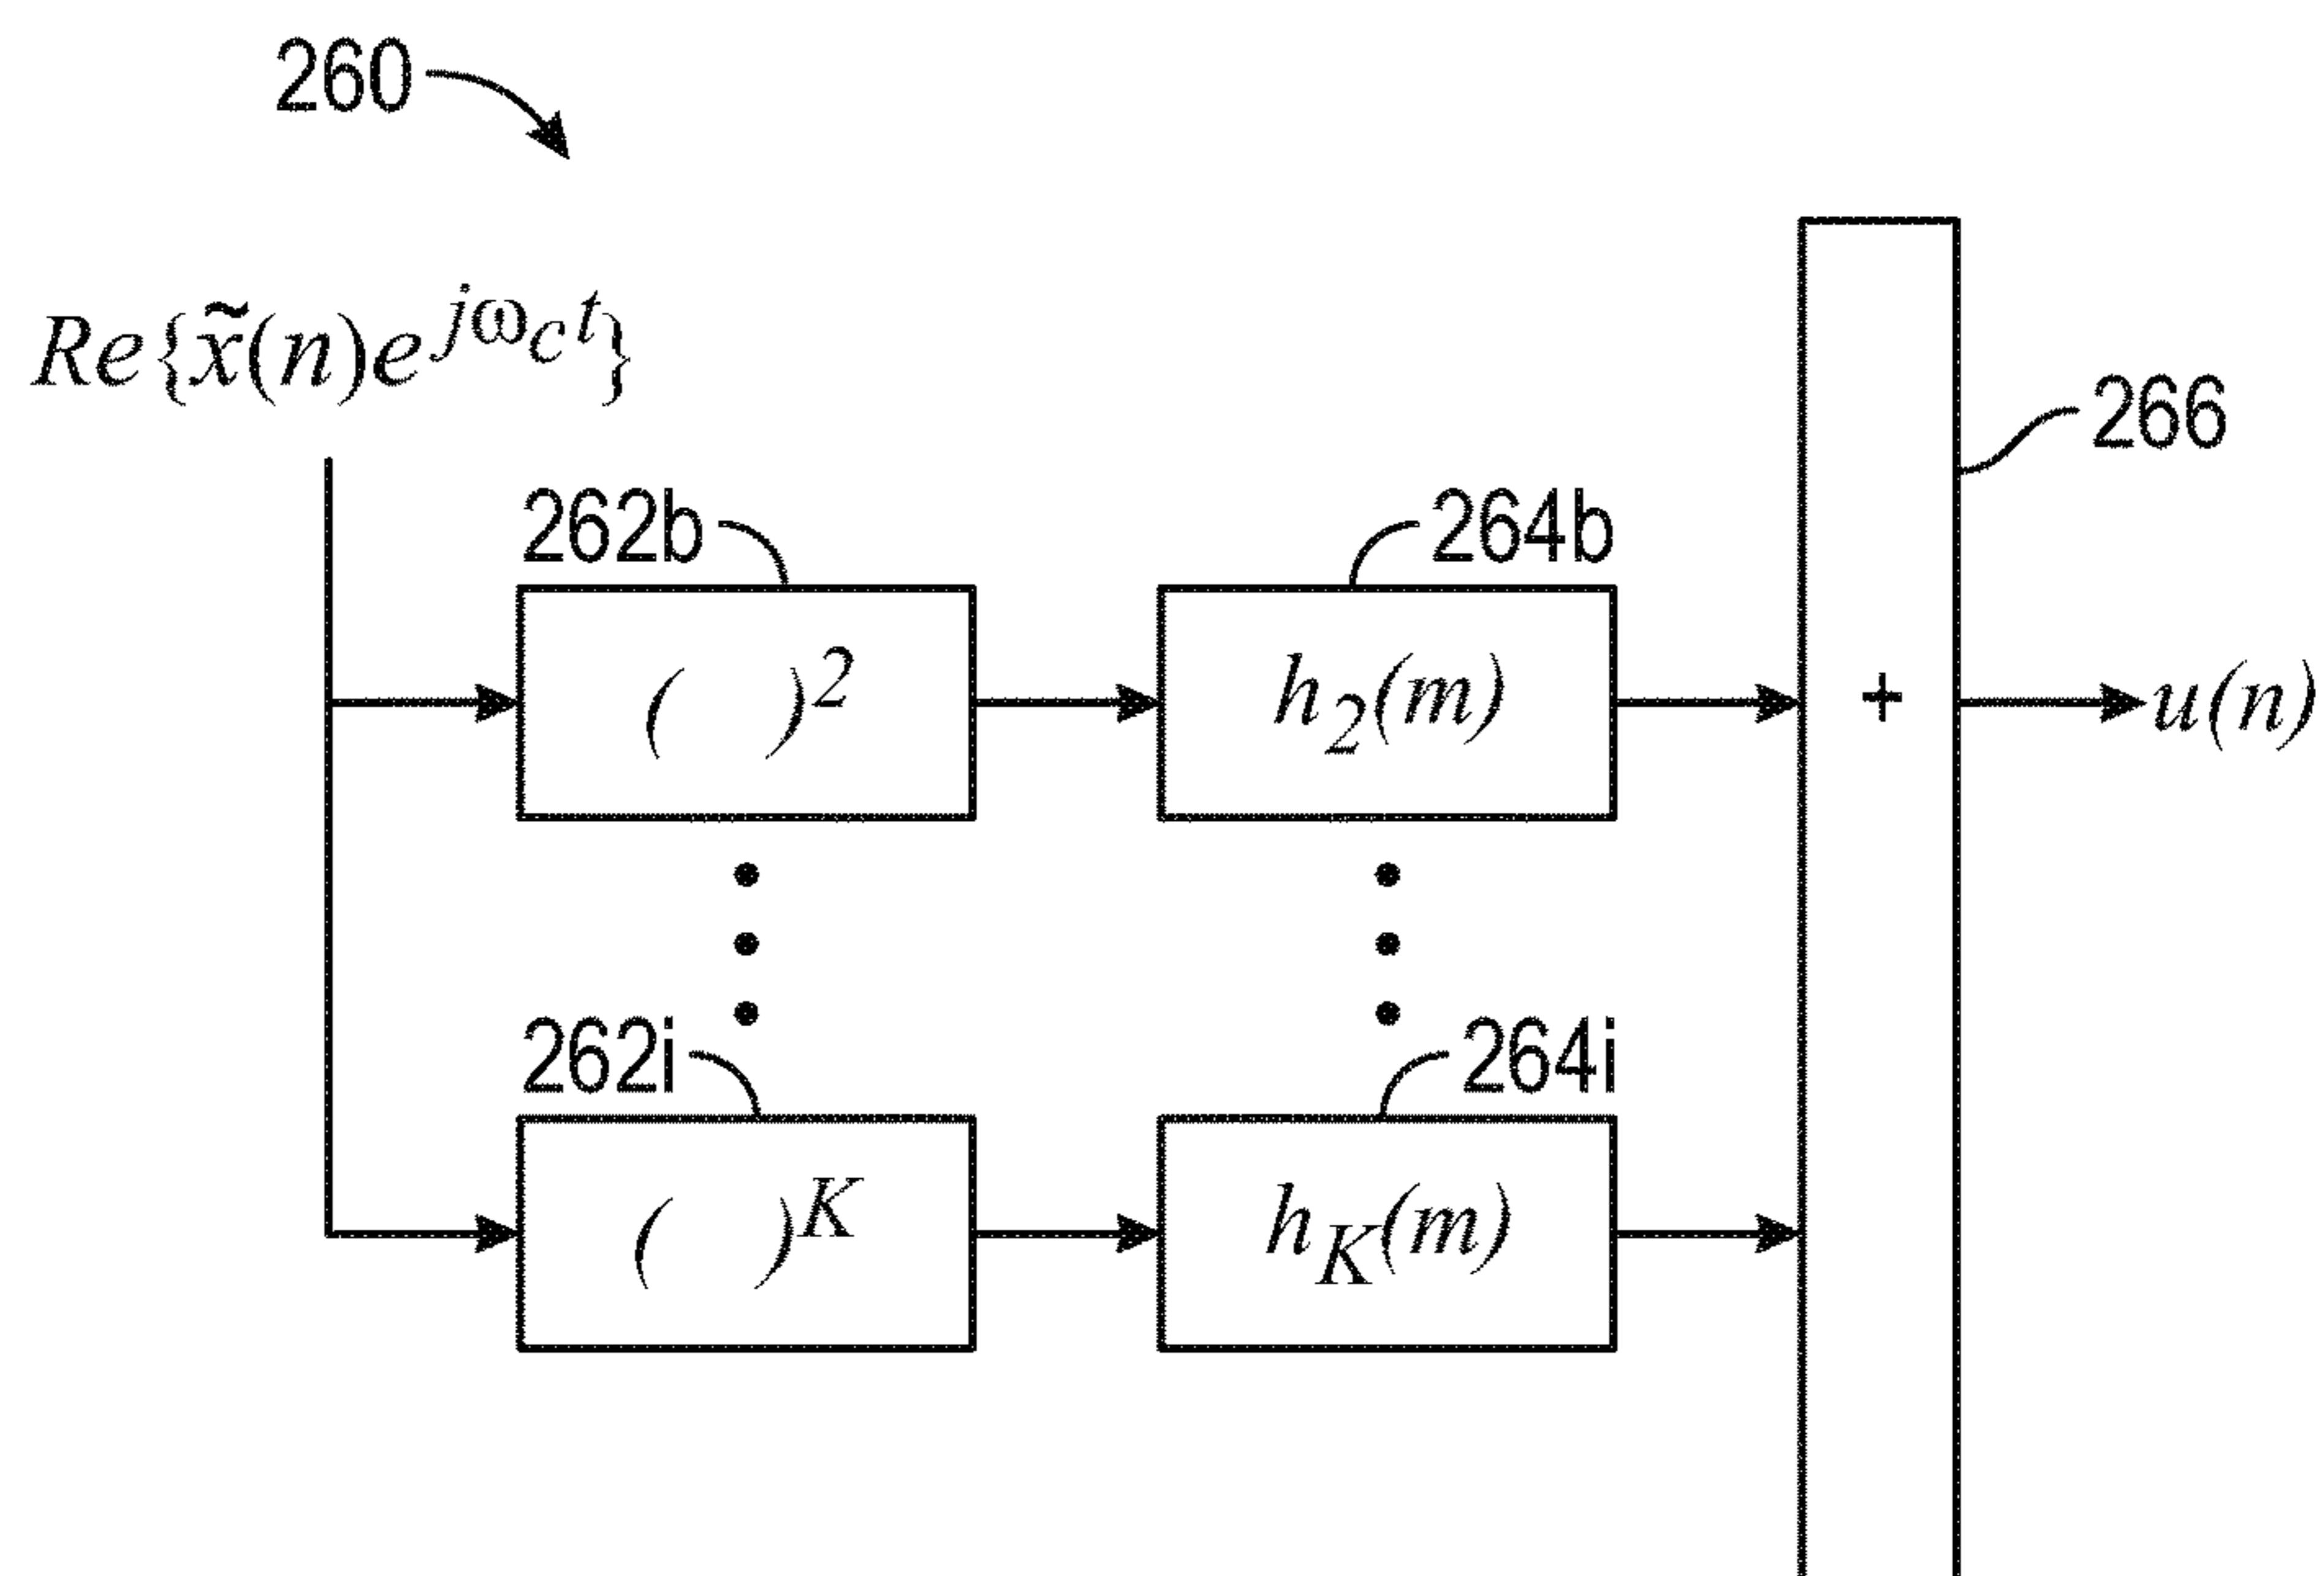 260
Re{x̃(n)e^{jω_c t}}
266
262b
264b
( )^2
h_2(m)
+
u(n)
262i
264i
( )^K
h_K(m)